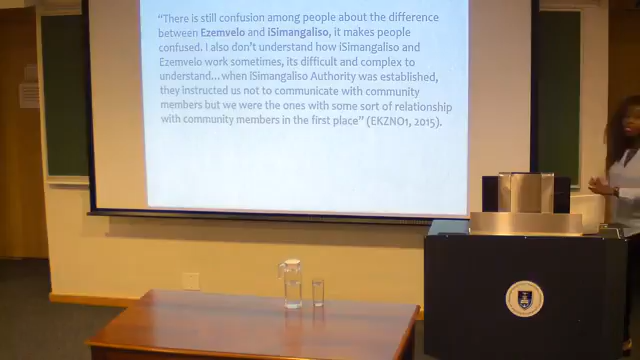 “There is still confusion among people about the difference
between Ezemvelo and iSimangaliso, it makes people
confused. I also don’t understand how iSimangaliso and
Ezemvelo work sometimes, its difficult and complex to
understand... when iSimangaliso Authority was established,
they instructed us not to communicate with community
members but we were the ones with some sort of relationship
with community members in the first place” (EKZNO1, 2015).